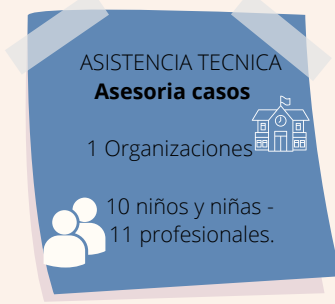 ASISTENCIA TECNICA
Asesoria casos
1 Organizaciones
10 niños y niñas -
11 profesionales.